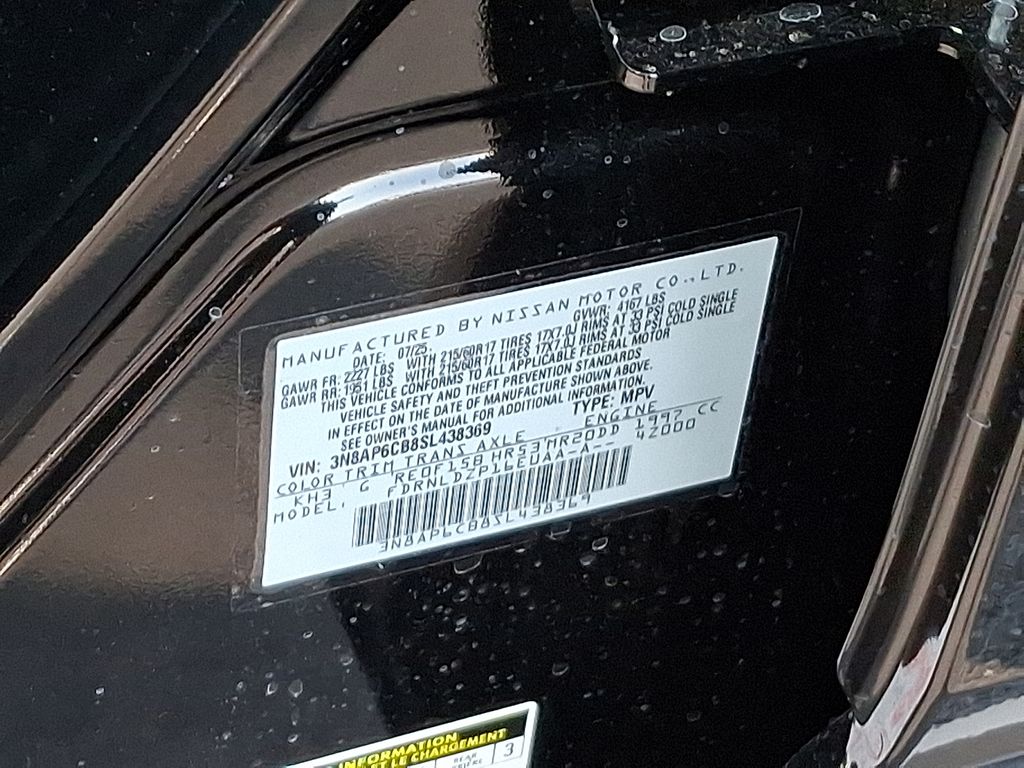 MANUFACTURED BY NISSAN MOTOR CO., LTD.
DATE: 07/25 GVWR: 4167 LBS
GAWR FR: 2227 LBS WITH 215/60R17 TIRES 17X7.0J RIMS AT 33 PSI COLD SINGLE
GAWR RR: 1951 LBS WITH 215/60R17 TIRES 17X7.0J RIMS AT 33 PSI COLD SINGLE
THIS VEHICLE CONFORMS TO ALL APPLICABLE FEDERAL MOTOR
VEHICLE SAFETY AND THEFT PREVENTION STANDARDS
IN EFFECT ON THE DATE OF MANUFACTURE SHOWN ABOVE.
SEE OWNER'S MANUAL FOR ADDITIONAL INFORMATION.
VIN: 3N8AP6CB8SL438369 TYPE: MPV
COLOR TRIM TRANS AXLE ENGINE
KH3 G RE0F15B HR53 MR20DD 1997 CC
MODEL: FDRNLDZP16EUAA-A-- 42000
3N8AP6CB8SL438369
INFORMATION
ET LE CHARGEMENT
REAR
3